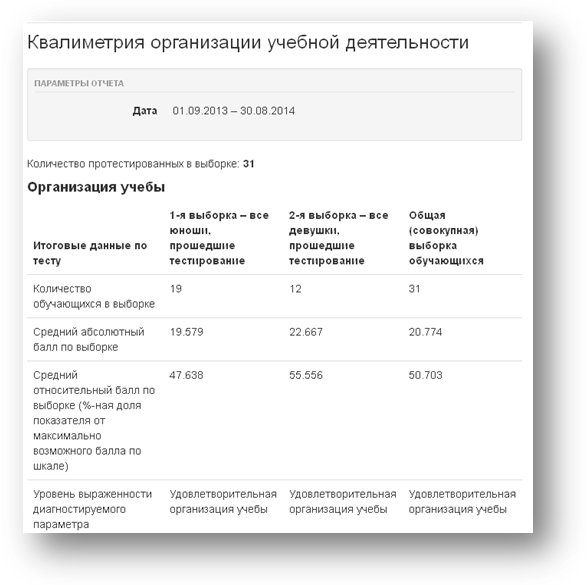 Квалиметрия организации учебной деятельности
ПАРАМЕТРЫ ОТЧЕТА
Дата 01.09.2013 – 30.08.2014
Количество протестированных в выборке: 31
Организация учебы
Итоговые данные по тесту 1-я выборка – все юноши, прошедшие тестирование 2-я выборка – все девушки, прошедшие тестирование Общая (совокупная) выборка обучающихся
Количество обучающихся в выборке 19 12 31
Средний абсолютный балл по выборке 19.579 22.667 20.774
Средний относительный балл по выборке (%-ная доля показателя от максимально возможного балла по шкале) 47.638 55.556 50.703
Уровень выраженности диагностируемого параметра Удовлетворительная организация учебы Удовлетворительная организация учебы Удовлетворительная организация учебы